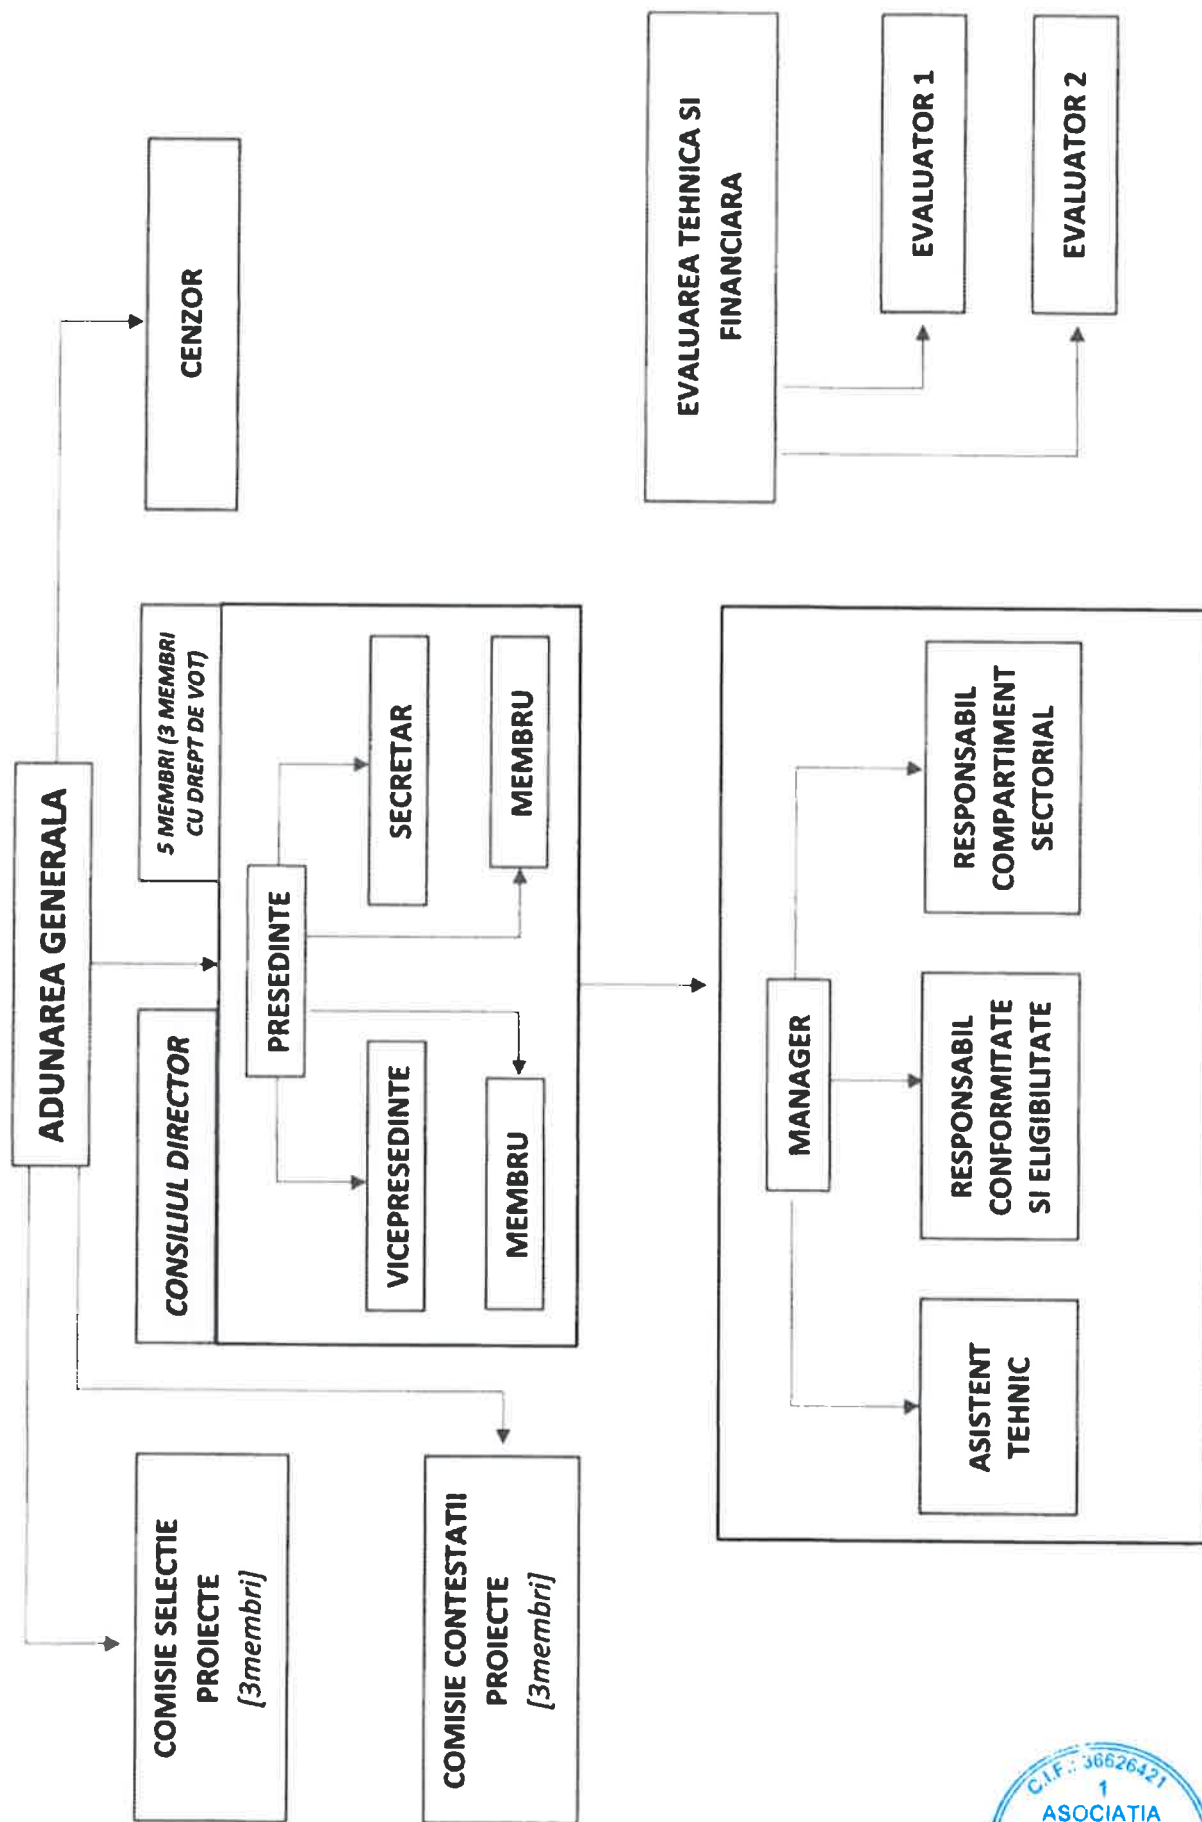 ADUNAREA GENERALA
CENZOR
CONSILIUL DIRECTOR
5 MEMBRI (3 MEMBRI
CU DREPT DE VOT)
PRESEDINTE
VICEPRESEDINTE
SECRETAR
MEMBRU
MEMBRU
COMISIE SELECTIE
PROIECTE
[3membri]
COMISIE CONTESTATII
PROIECTE
[3membri]
MANAGER
ASISTENT
TEHNIC
RESPONSABIL
CONFORMITATE
SI ELIGIBILITATE
RESPONSABIL
COMPARTIMENT
SECTORIAL
EVALUAREA TEHNICA SI
FINANCIARA
EVALUATOR 1
EVALUATOR 2
C.I.F.: 36626421
1
ASOCIATIA